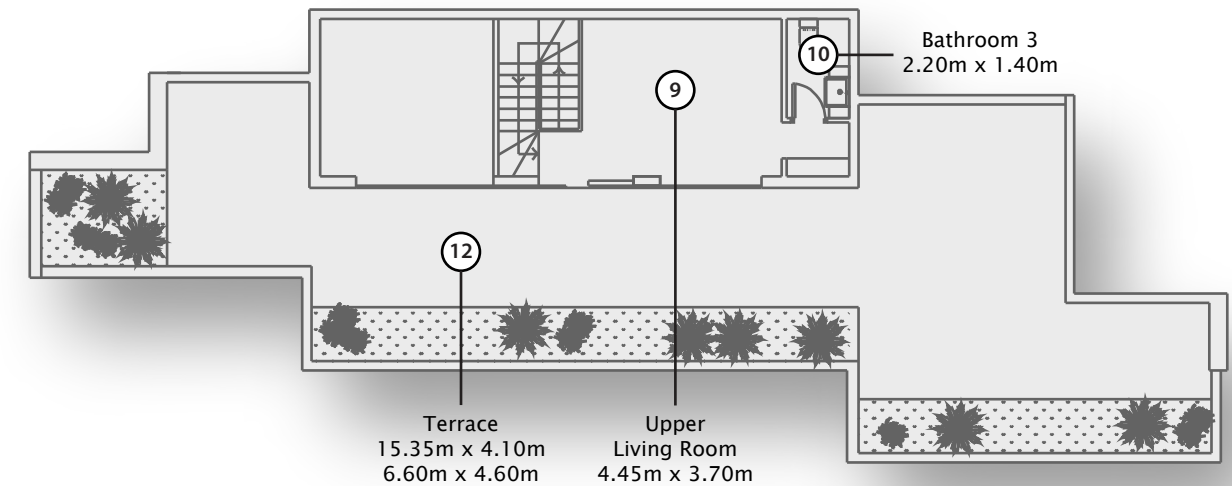 10
Bathroom 3
2.20m x 1.40m
9
12
Terrace
15.35m x 4.10m
6.60m x 4.60m
Upper
Living Room
4.45m x 3.70m